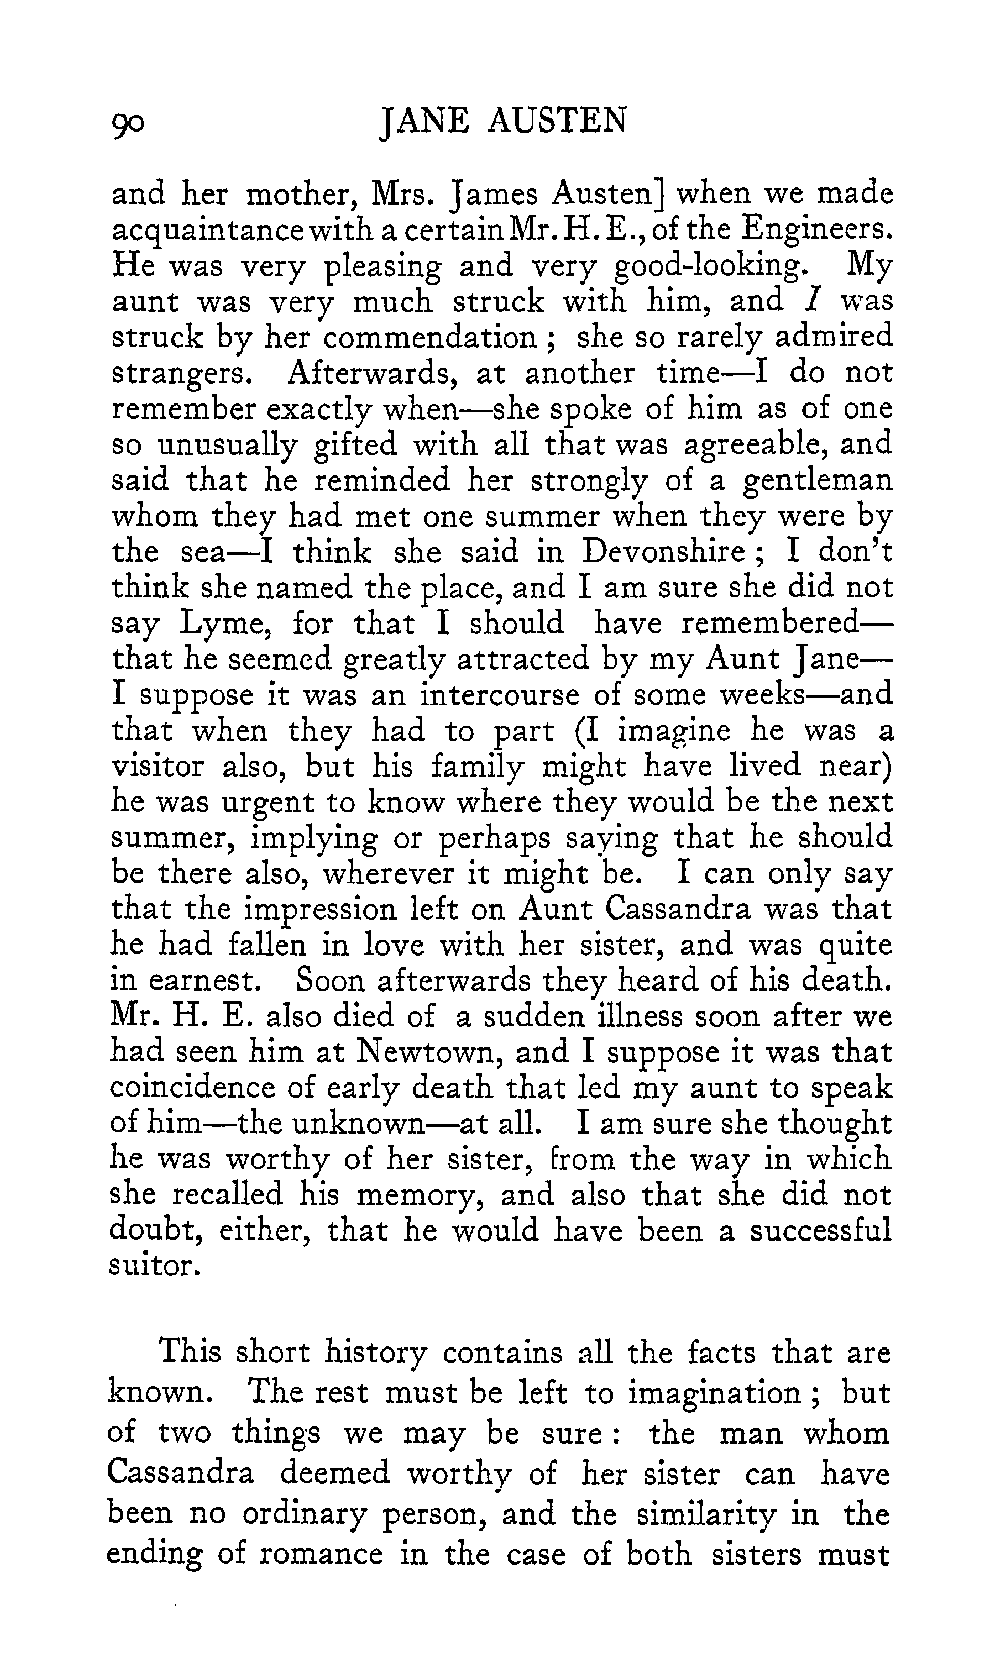 90 JANE AUSTEN
and her mother, Mrs. James Austen] when we made
acquaintance with a certain Mr. H. E., of the Engineers.
He was very pleasing and very good-looking. My
aunt was very much struck with him, and I was
struck by her commendation ; she so rarely admired
strangers. Afterwards, at another time—I do not
remember exactly when—she spoke of him as of one
so unusually gifted with all that was agreeable, and
said that he reminded her strongly of a gentleman
whom they had met one summer when they were by
the sea—I think she said in Devonshire ; I don't
think she named the place, and I am sure she did not
say Lyme, for that I should have remembered—
that he seemed greatly attracted by my Aunt Jane—
I suppose it was an intercourse of some weeks—and
that when they had to part (I imagine he was a
visitor also, but his family might have lived near)
he was urgent to know where they would be the next
summer, implying or perhaps saying that he should
be there also, wherever it might be. I can only say
that the impression left on Aunt Cassandra was that
he had fallen in love with her sister, and was quite
in earnest. Soon afterwards they heard of his death.
Mr. H. E. also died of a sudden illness soon after we
had seen him at Newtown, and I suppose it was that
coincidence of early death that led my aunt to speak
of him—the unknown—at all. I am sure she thought
he was worthy of her sister, from the way in which
she recalled his memory, and also that she did not
doubt, either, that he would have been a successful
suitor.
This short history contains all the facts that are
known. The rest must be left to imagination ; but
of two things we may be sure : the man whom
Cassandra deemed worthy of her sister can have
been no ordinary person, and the similarity in the
ending of romance in the case of both sisters must